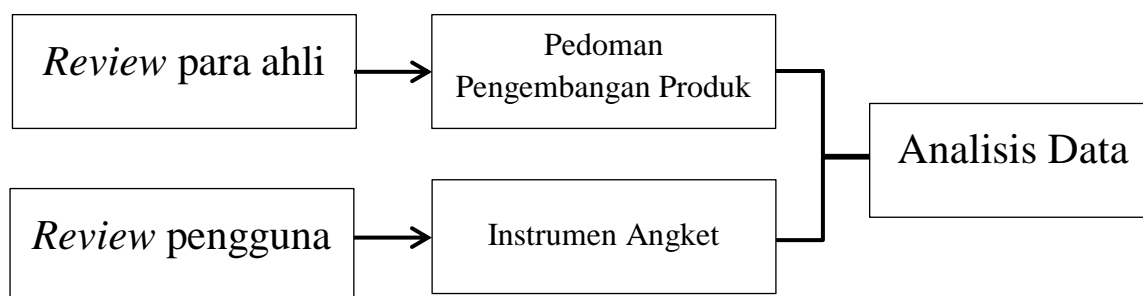 Review para ahli
Pedoman
Pengembangan Produk
Analisis Data
Review pengguna
Instrumen Angket